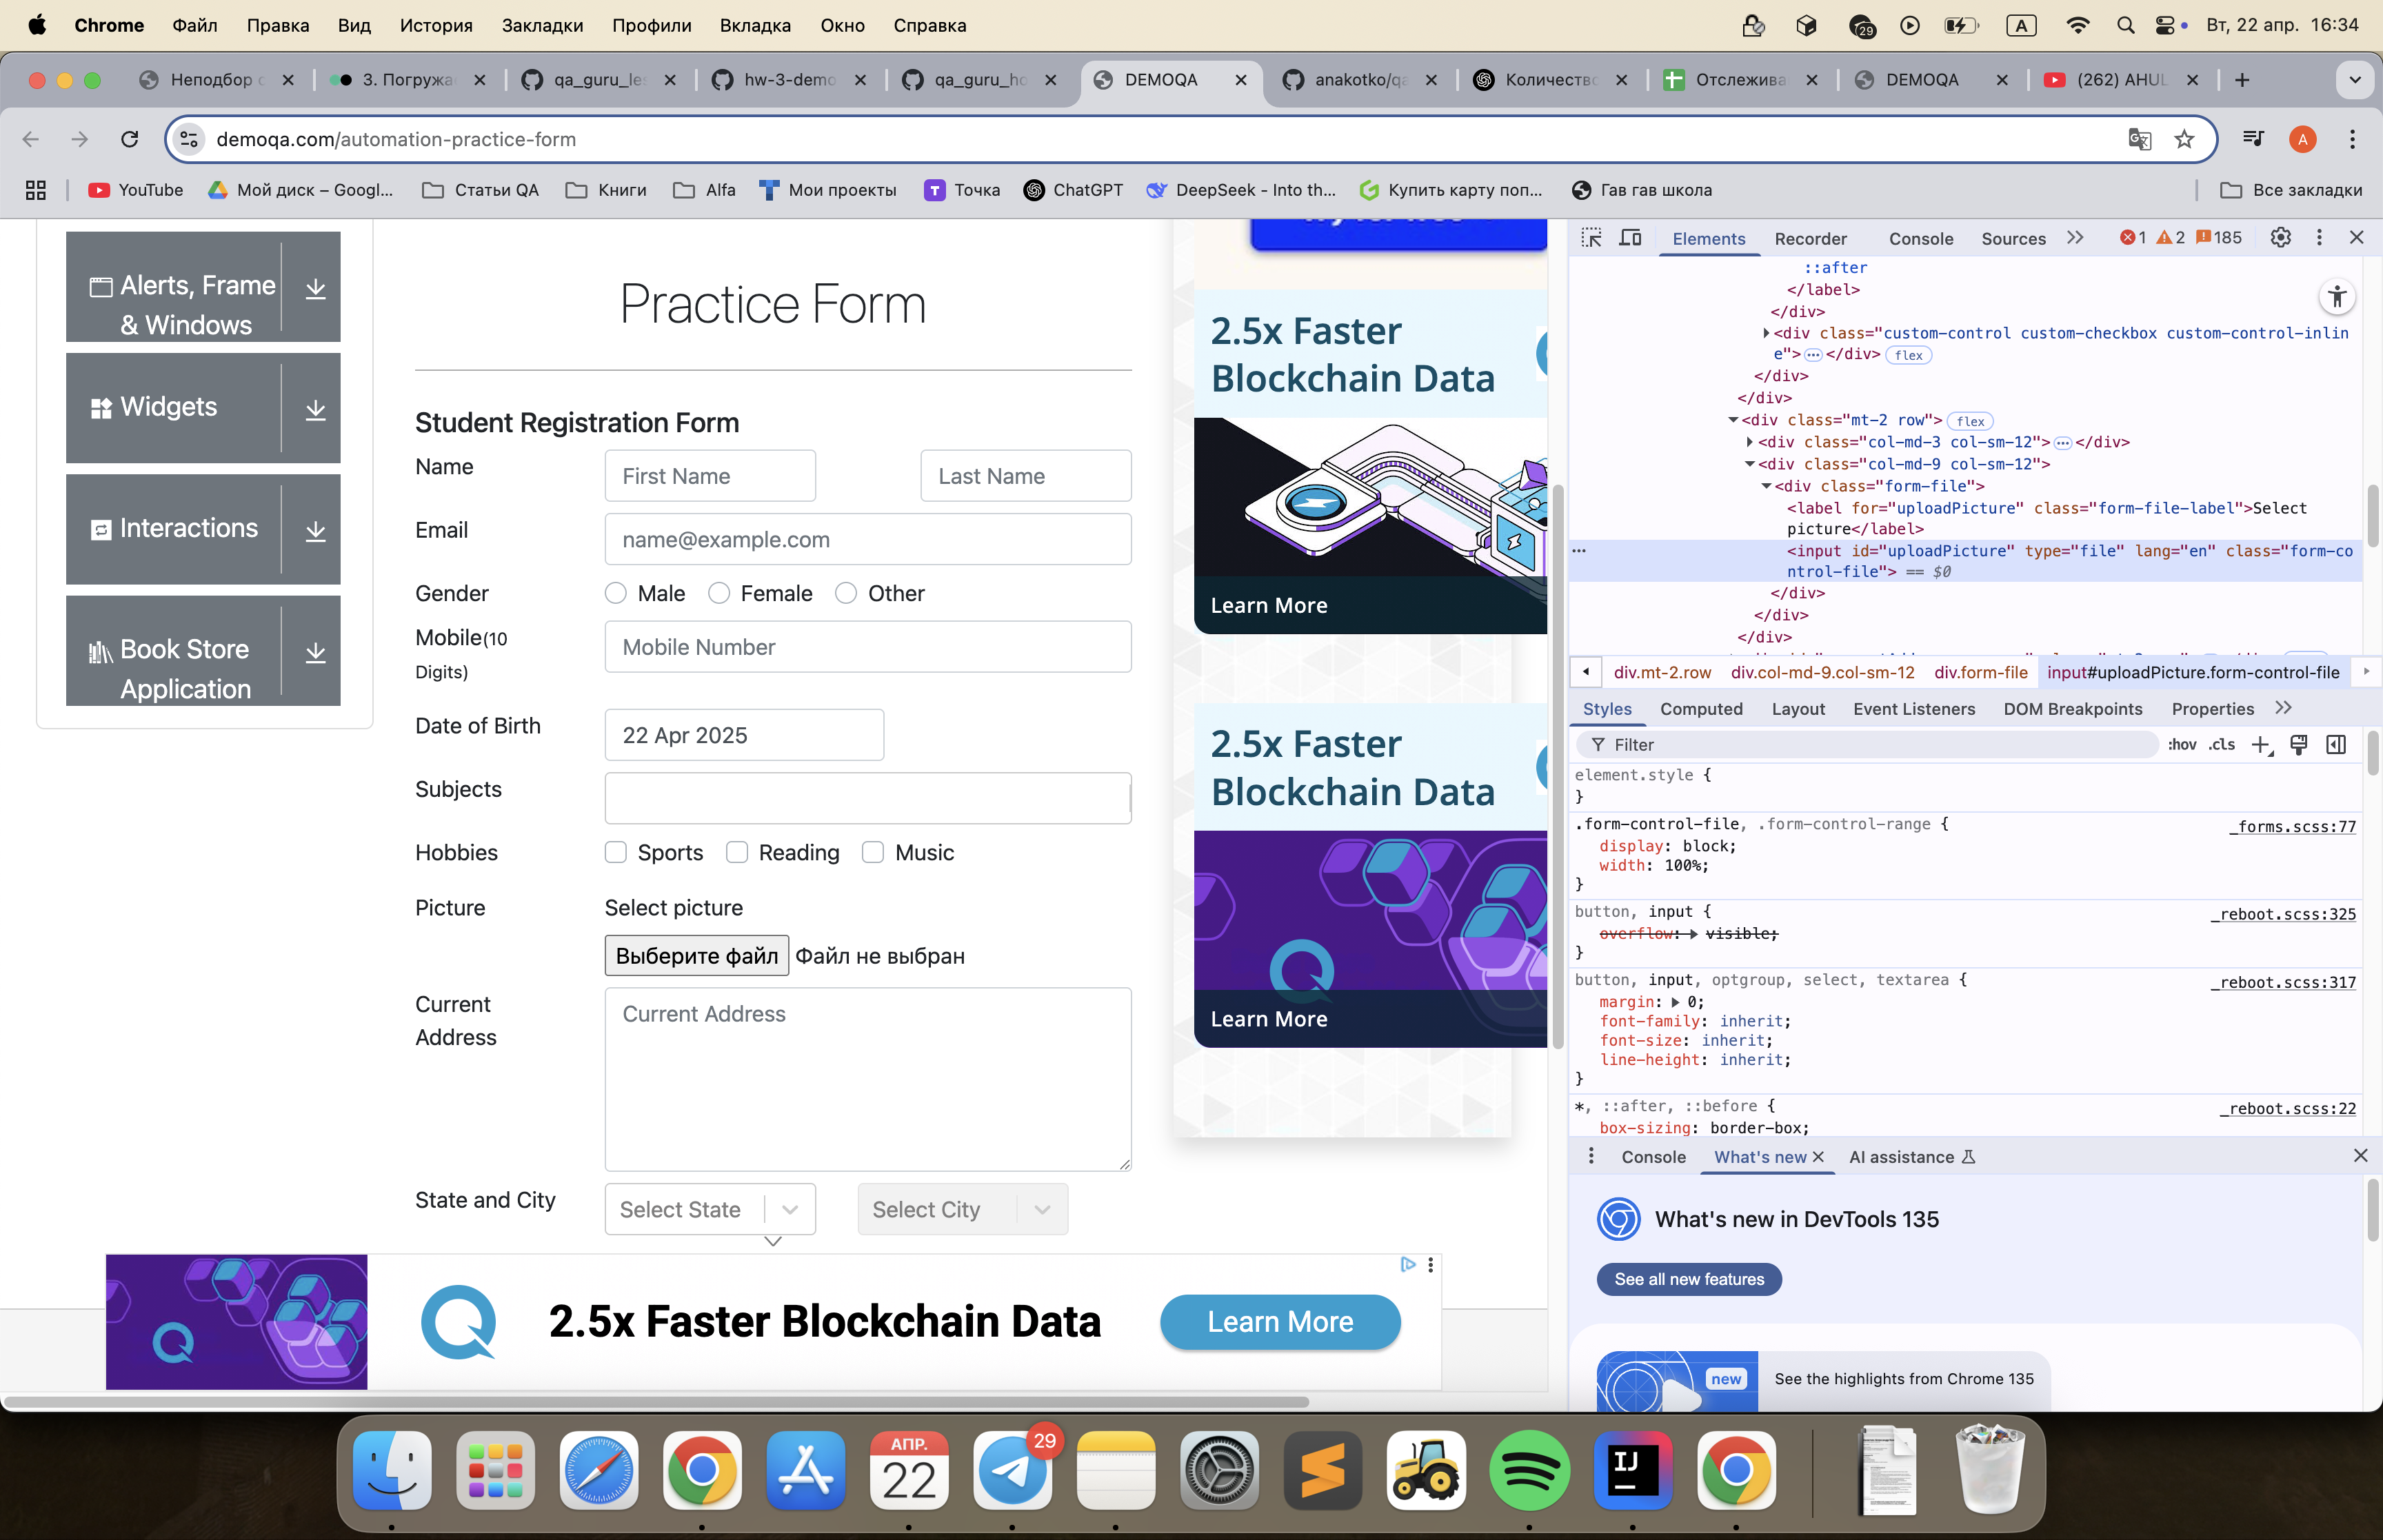 Chrome Файл Правка Вид История Закладки Профили Вкладка Окно Справка
29
A
Вт, 22 апр. 16:34
Неподбор
3. Погруж
qa_guru_les
hw-3-demo
qa_guru_ho
DEMOQA
anakotko/qa
Количество
Отслежива
DEMOQA
(262) AHUL
demoqa.com/automation-practice-form
A
YouTube
Мой диск – Googl...
Статьи QA
Книги
Alfa
Мои проекты
Точка
ChatGPT
DeepSeek - Into th...
Купить карту поп...
Гав гав школа
Все закладки
Alerts, Frame
& Windows
Widgets
Interactions
Book Store
Application
Practice Form
Student Registration Form
Name
First Name
Last Name
Email
name@example.com
Gender
Male
Female
Other
Mobile(10
Digits)
Mobile Number
Date of Birth
22 Apr 2025
Subjects
Hobbies
Sports
Reading
Music
Picture
Select picture
Выберите файл Файл не выбран
Current
Address
Current Address
State and City
Select State
Select City
2.5x Faster
Blockchain Data
Learn More
2.5x Faster
Blockchain Data
Learn More
2.5x Faster Blockchain Data
Learn More
Elements Recorder Console Sources
1 2 185
::after
</label>
</div>
<div class="custom-control custom-checkbox custom-control-inlin
e"> … </div> flex
</div>
</div>
<div class="mt-2 row"> flex
<div class="col-md-3 col-sm-12"> … </div>
<div class="col-md-9 col-sm-12">
<div class="form-file">
<label for="uploadPicture" class="form-file-label">Select
picture</label>
<input id="uploadPicture" type="file" lang="en" class="form-co
ntrol-file"> == $0
</div>
</div>
</div>
div.mt-2.row div.col-md-9.col-sm-12 div.form-file input#uploadPicture.form-control-file
Styles Computed Layout Event Listeners DOM Breakpoints Properties
Filter
:hov .cls
element.style {
}
.form-control-file, .form-control-range {
_forms.scss:77
display: block;
width: 100%;
}
button, input {
_reboot.scss:325
overflow: visible;
}
button, input, optgroup, select, textarea {
_reboot.scss:317
margin: 0;
font-family: inherit;
font-size: inherit;
line-height: inherit;
}
*, ::after, ::before {
_reboot.scss:22
box-sizing: border-box;
Console What's new AI assistance
What's new in DevTools 135
See all new features
new
See the highlights from Chrome 135
АПР.
22
29
IJ